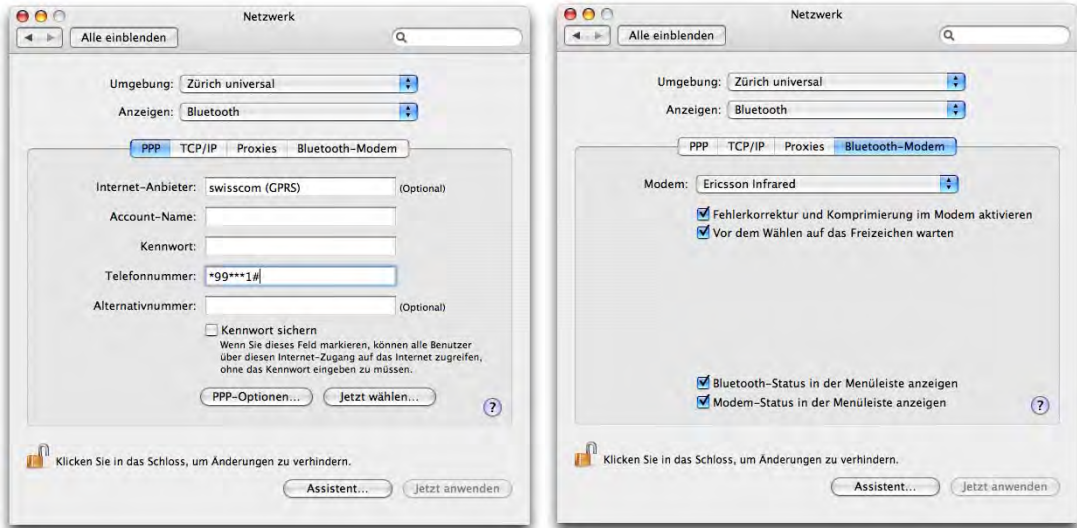 Netzwerk
Alle einblenden
Umgebung: Zürich universal
Anzeigen: Bluetooth
PPP TCP/IP Proxies Bluetooth-Modem
Internet-Anbieter: swisscom (GPRS) (Optional)
Account-Name:
Kennwort:
Telefonnummer: *99***1#
Alternativnummer: (Optional)
Kennwort sichern
Wenn Sie dieses Feld markieren, können alle Benutzer
über diesen Internet-Zugang auf das Internet zugreifen,
ohne das Kennwort eingeben zu müssen.
PPP-Optionen... Jetzt wählen... ?
Klicken Sie in das Schloss, um Änderungen zu verhindern.
Assistent... Jetzt anwenden
Netzwerk
Alle einblenden
Umgebung: Zürich universal
Anzeigen: Bluetooth
PPP TCP/IP Proxies Bluetooth-Modem
Modem: Ericsson Infrared
Fehlerkorrektur und Komprimierung im Modem aktivieren
Vor dem Wählen auf das Freizeichen warten
Bluetooth-Status in der Menüleiste anzeigen
Modem-Status in der Menüleiste anzeigen ?
Klicken Sie in das Schloss, um Änderungen zu verhindern.
Assistent... Jetzt anwenden